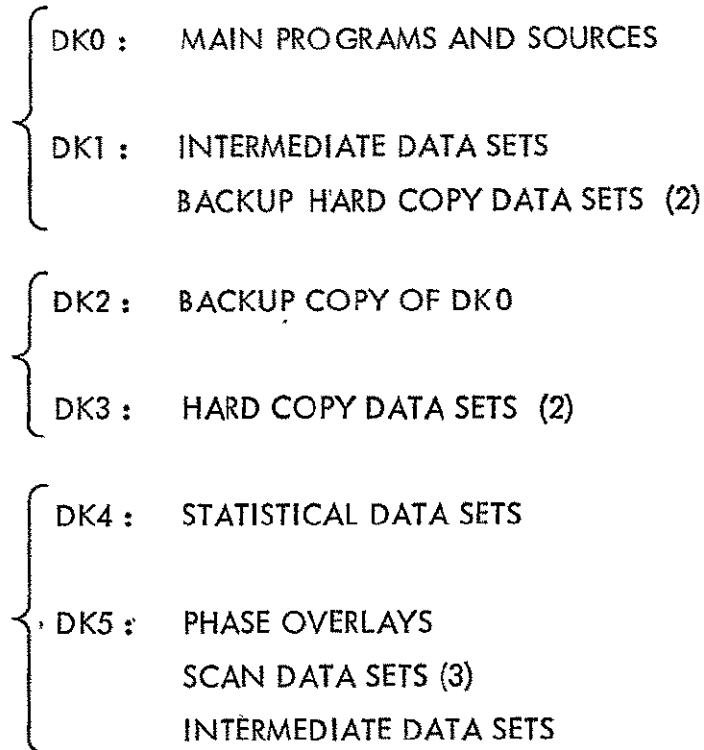 DK0 : MAIN PROGRAMS AND SOURCES
DK1 : INTERMEDIATE DATA SETS
BACKUP HARD COPY DATA SETS (2)
DK2 : BACKUP COPY OF DK0
DK3 : HARD COPY DATA SETS (2)
DK4 : STATISTICAL DATA SETS
DK5 : PHASE OVERLAYS
SCAN DATA SETS (3)
INTERMEDIATE DATA SETS